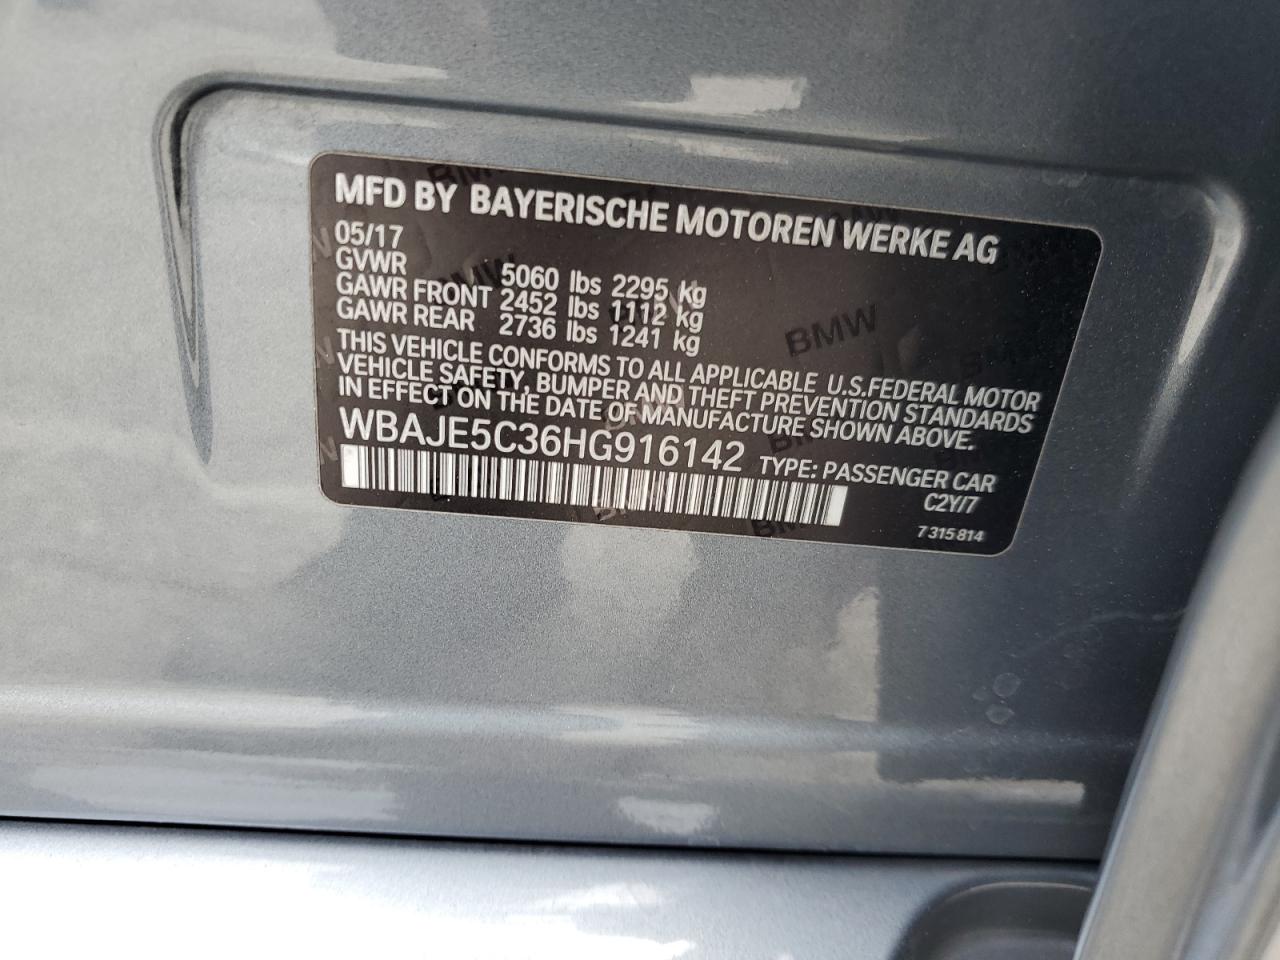 MFD BY BAYERISCHE MOTOREN WERKE AG
05/17
GVWR 5060 lbs 2295 kg
GAWR FRONT 2452 lbs 1112 kg
GAWR REAR 2736 lbs 1241 kg
THIS VEHICLE CONFORMS TO ALL APPLICABLE U.S.FEDERAL MOTOR
VEHICLE SAFETY, BUMPER AND THEFT PREVENTION STANDARDS
IN EFFECT ON THE DATE OF MANUFACTURE SHOWN ABOVE.
WBAJE5C36HG916142 TYPE: PASSENGER CAR
C2Y/7
7 315 814